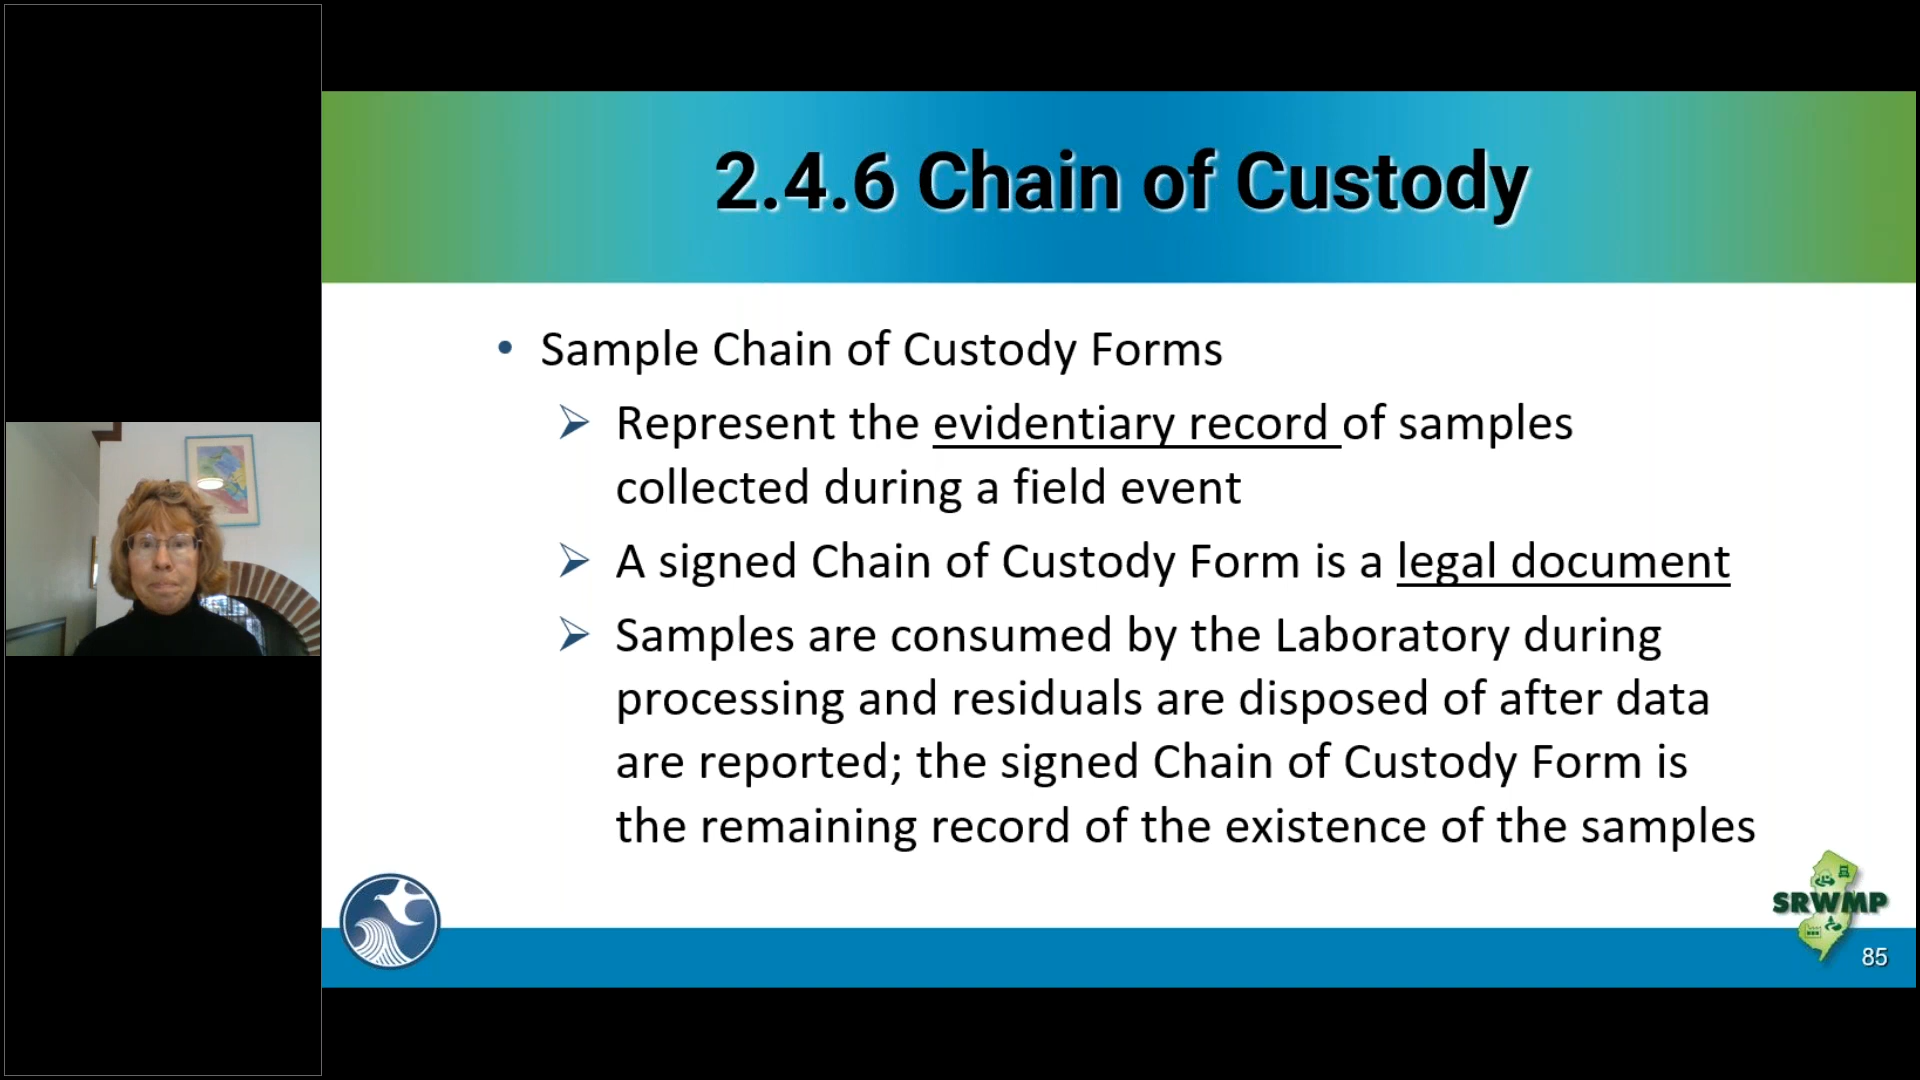 2.4.6 Chain of Custody
• Sample Chain of Custody Forms
➢ Represent the evidentiary record of samples
collected during a field event
➢ A signed Chain of Custody Form is a legal document
➢ Samples are consumed by the Laboratory during
processing and residuals are disposed of after data
are reported; the signed Chain of Custody Form is
the remaining record of the existence of the samples
SRWMP
85